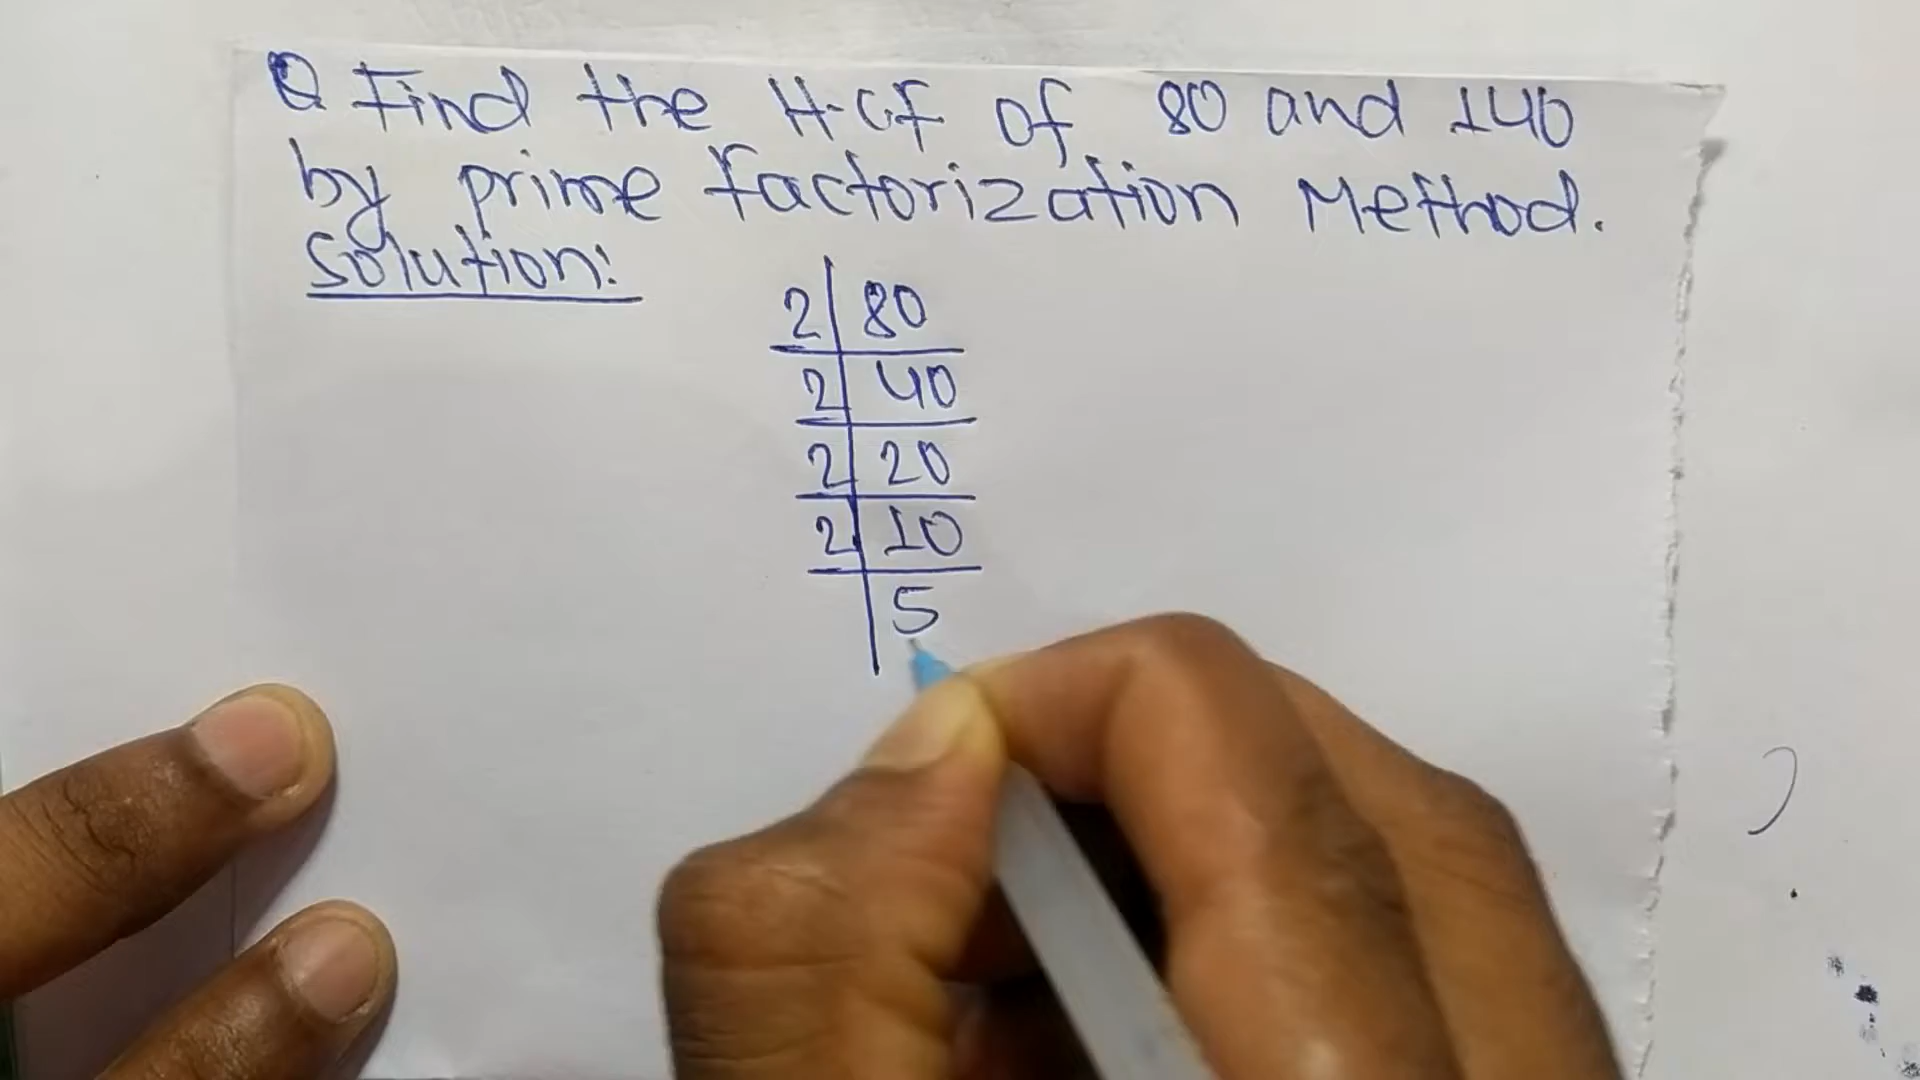 Q Find the H.C.F of 80 and 140
by prime factorization Method.
Solution:
2 80
2 40
2 20
2 10
5